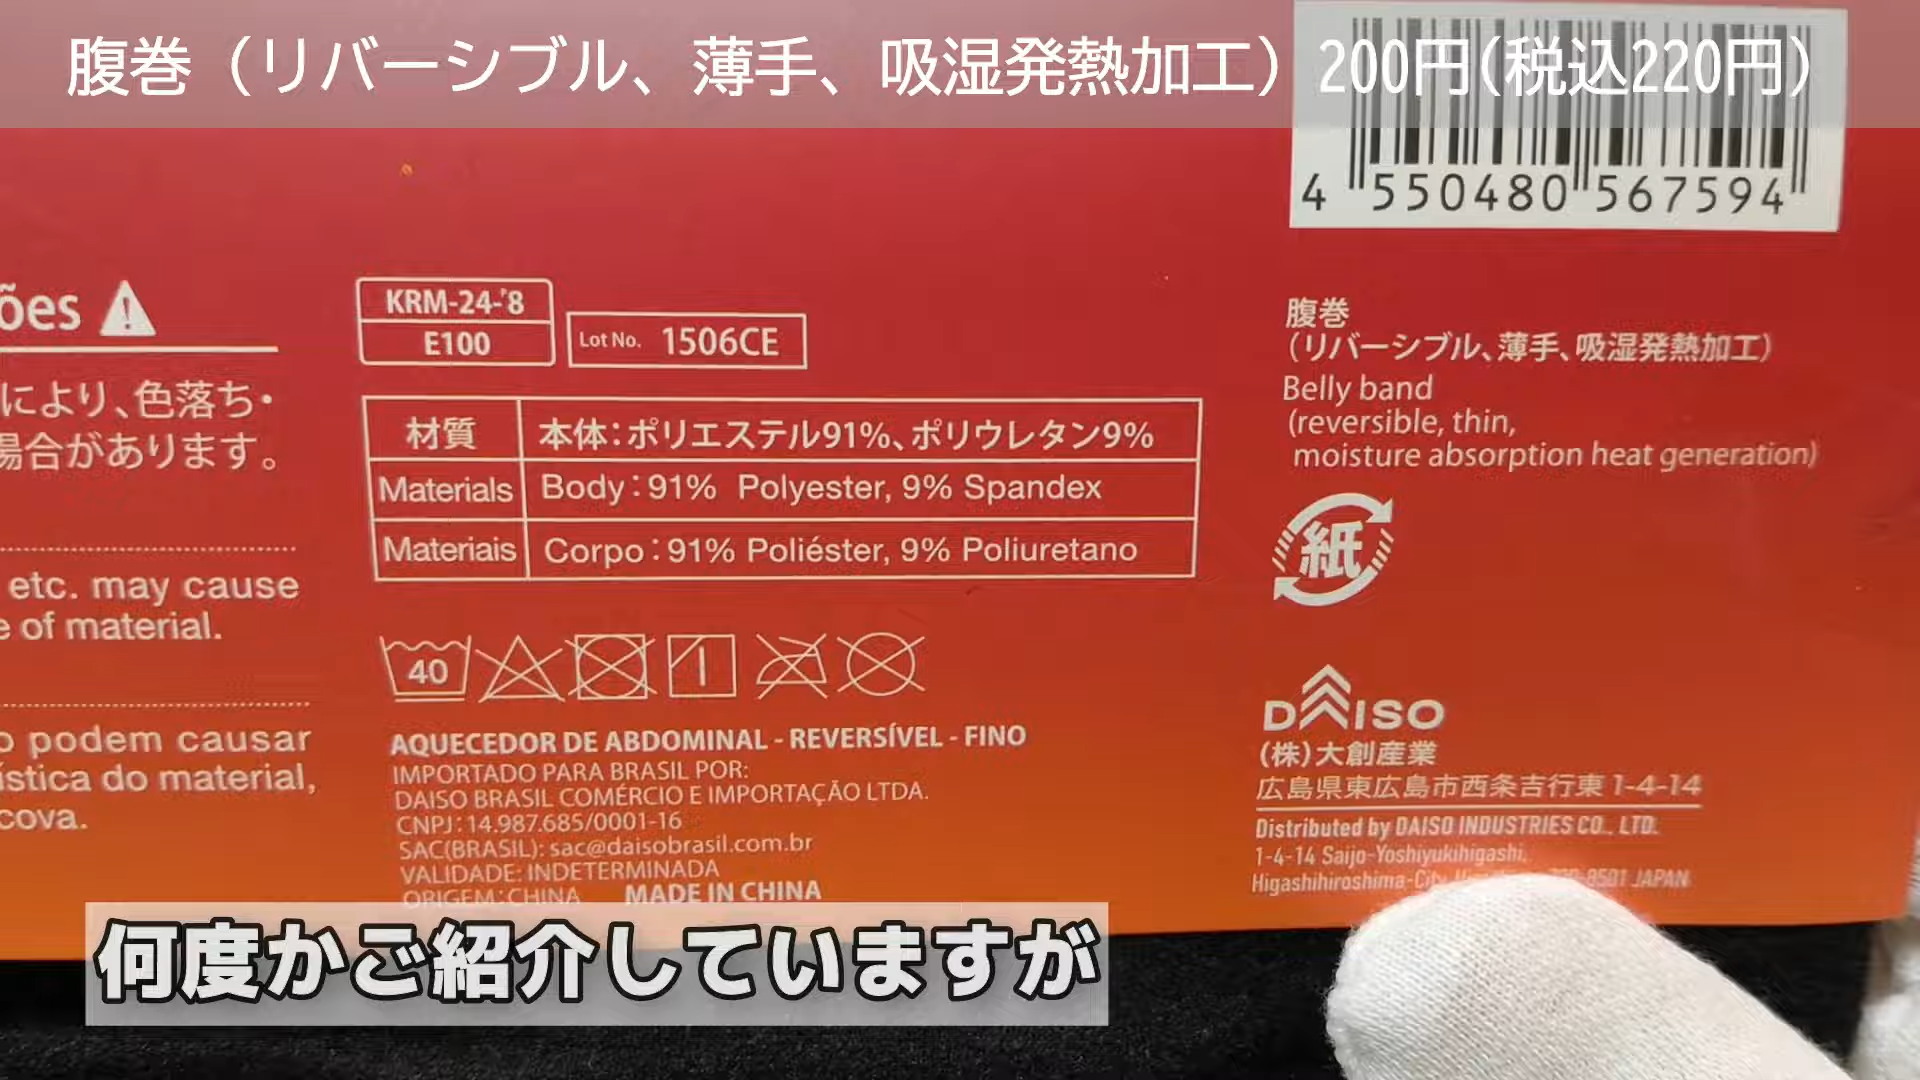 腹巻（リバーシブル、薄手、吸湿発熱加工）200円(税込220円)
4 550480 567594
ões
により、色落ち・
場合があります。
etc. may cause
e of material.
o podem causar
ística do material,
cova.
KRM-24-'8
E100
Lot No. 1506CE
材質 本体：ポリエステル91%、ポリウレタン9%
Materials Body：91% Polyester, 9% Spandex
Materiais Corpo：91% Poliéster, 9% Poliuretano
40
AQUECEDOR DE ABDOMINAL - REVERSÍVEL - FINO
IMPORTADO PARA BRASIL POR:
DAISO BRASIL COMÉRCIO E IMPORTAÇÃO LTDA.
CNPJ：14.987.685/0001-16
SAC(BRASIL): sac@daisobrasil.com.br
VALIDADE: INDETERMINADA
ORIGEM：CHINA MADE IN CHINA
腹巻
（リバーシブル、薄手、吸湿発熱加工）
Belly band
(reversible, thin,
moisture absorption heat generation)
紙
DAISO
（株）大創産業
広島県東広島市西条吉行東 1-4-14
Distributed by DAISO INDUSTRIES CO., LTD.
1-4-14 Saijo-Yoshiyukihigashi,
Higashihiroshima-City, JAPAN
何度かご紹介していますが